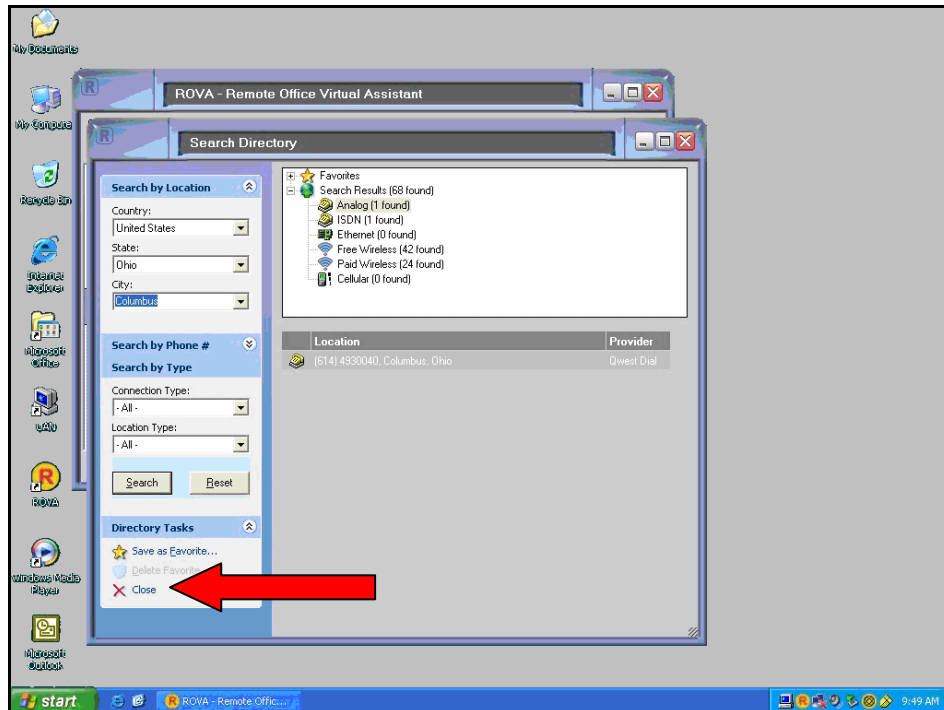 My Documents
My Computer
Recycle Bin
Internet
Explorer
Microsoft
Office
ROVA
Windows Media
Player
Microsoft
Outlook
ROVA - Remote Office Virtual Assistant
Search Directory
Search by Location
Country:
United States
State:
Ohio
City:
Columbus
Search by Phone #
Search by Type
Connection Type:
- All -
Location Type:
- All -
Search
Reset
Directory Tasks
Save as Favorite...
Delete Favorite
Close
Favorites
Search Results (68 found)
Analog (1 found)
ISDN (1 found)
Ethernet (0 found)
Free Wireless (42 found)
Paid Wireless (24 found)
Cellular (0 found)
Location Provider
(614) 4930040, Columbus, Ohio Qwest Dial
start
ROVA - Remote Offic...
9:49 AM